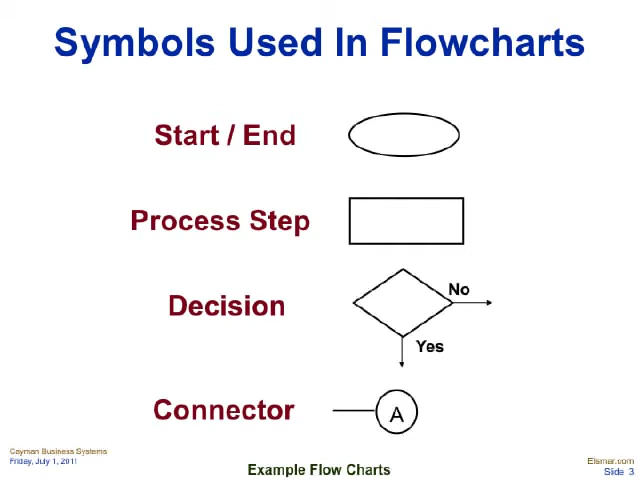 Symbols Used In Flowcharts
Start / End
Process Step
Decision
No
Yes
Connector
A
Cayman Business Systems
Friday, July 1, 2011
Example Flow Charts
Elsmar.com
Slide 3